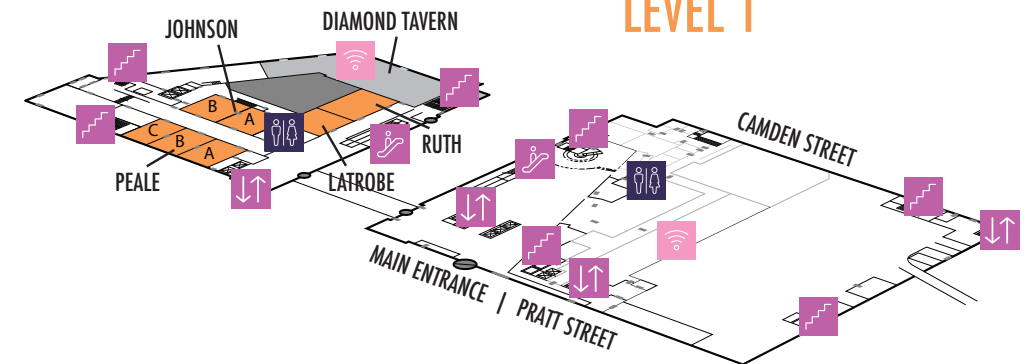 LEVEL 1
JOHNSON
DIAMOND TAVERN
B
A
C
B
A
RUTH
PEALE
LATROBE
CAMDEN STREET
MAIN ENTRANCE | PRATT STREET